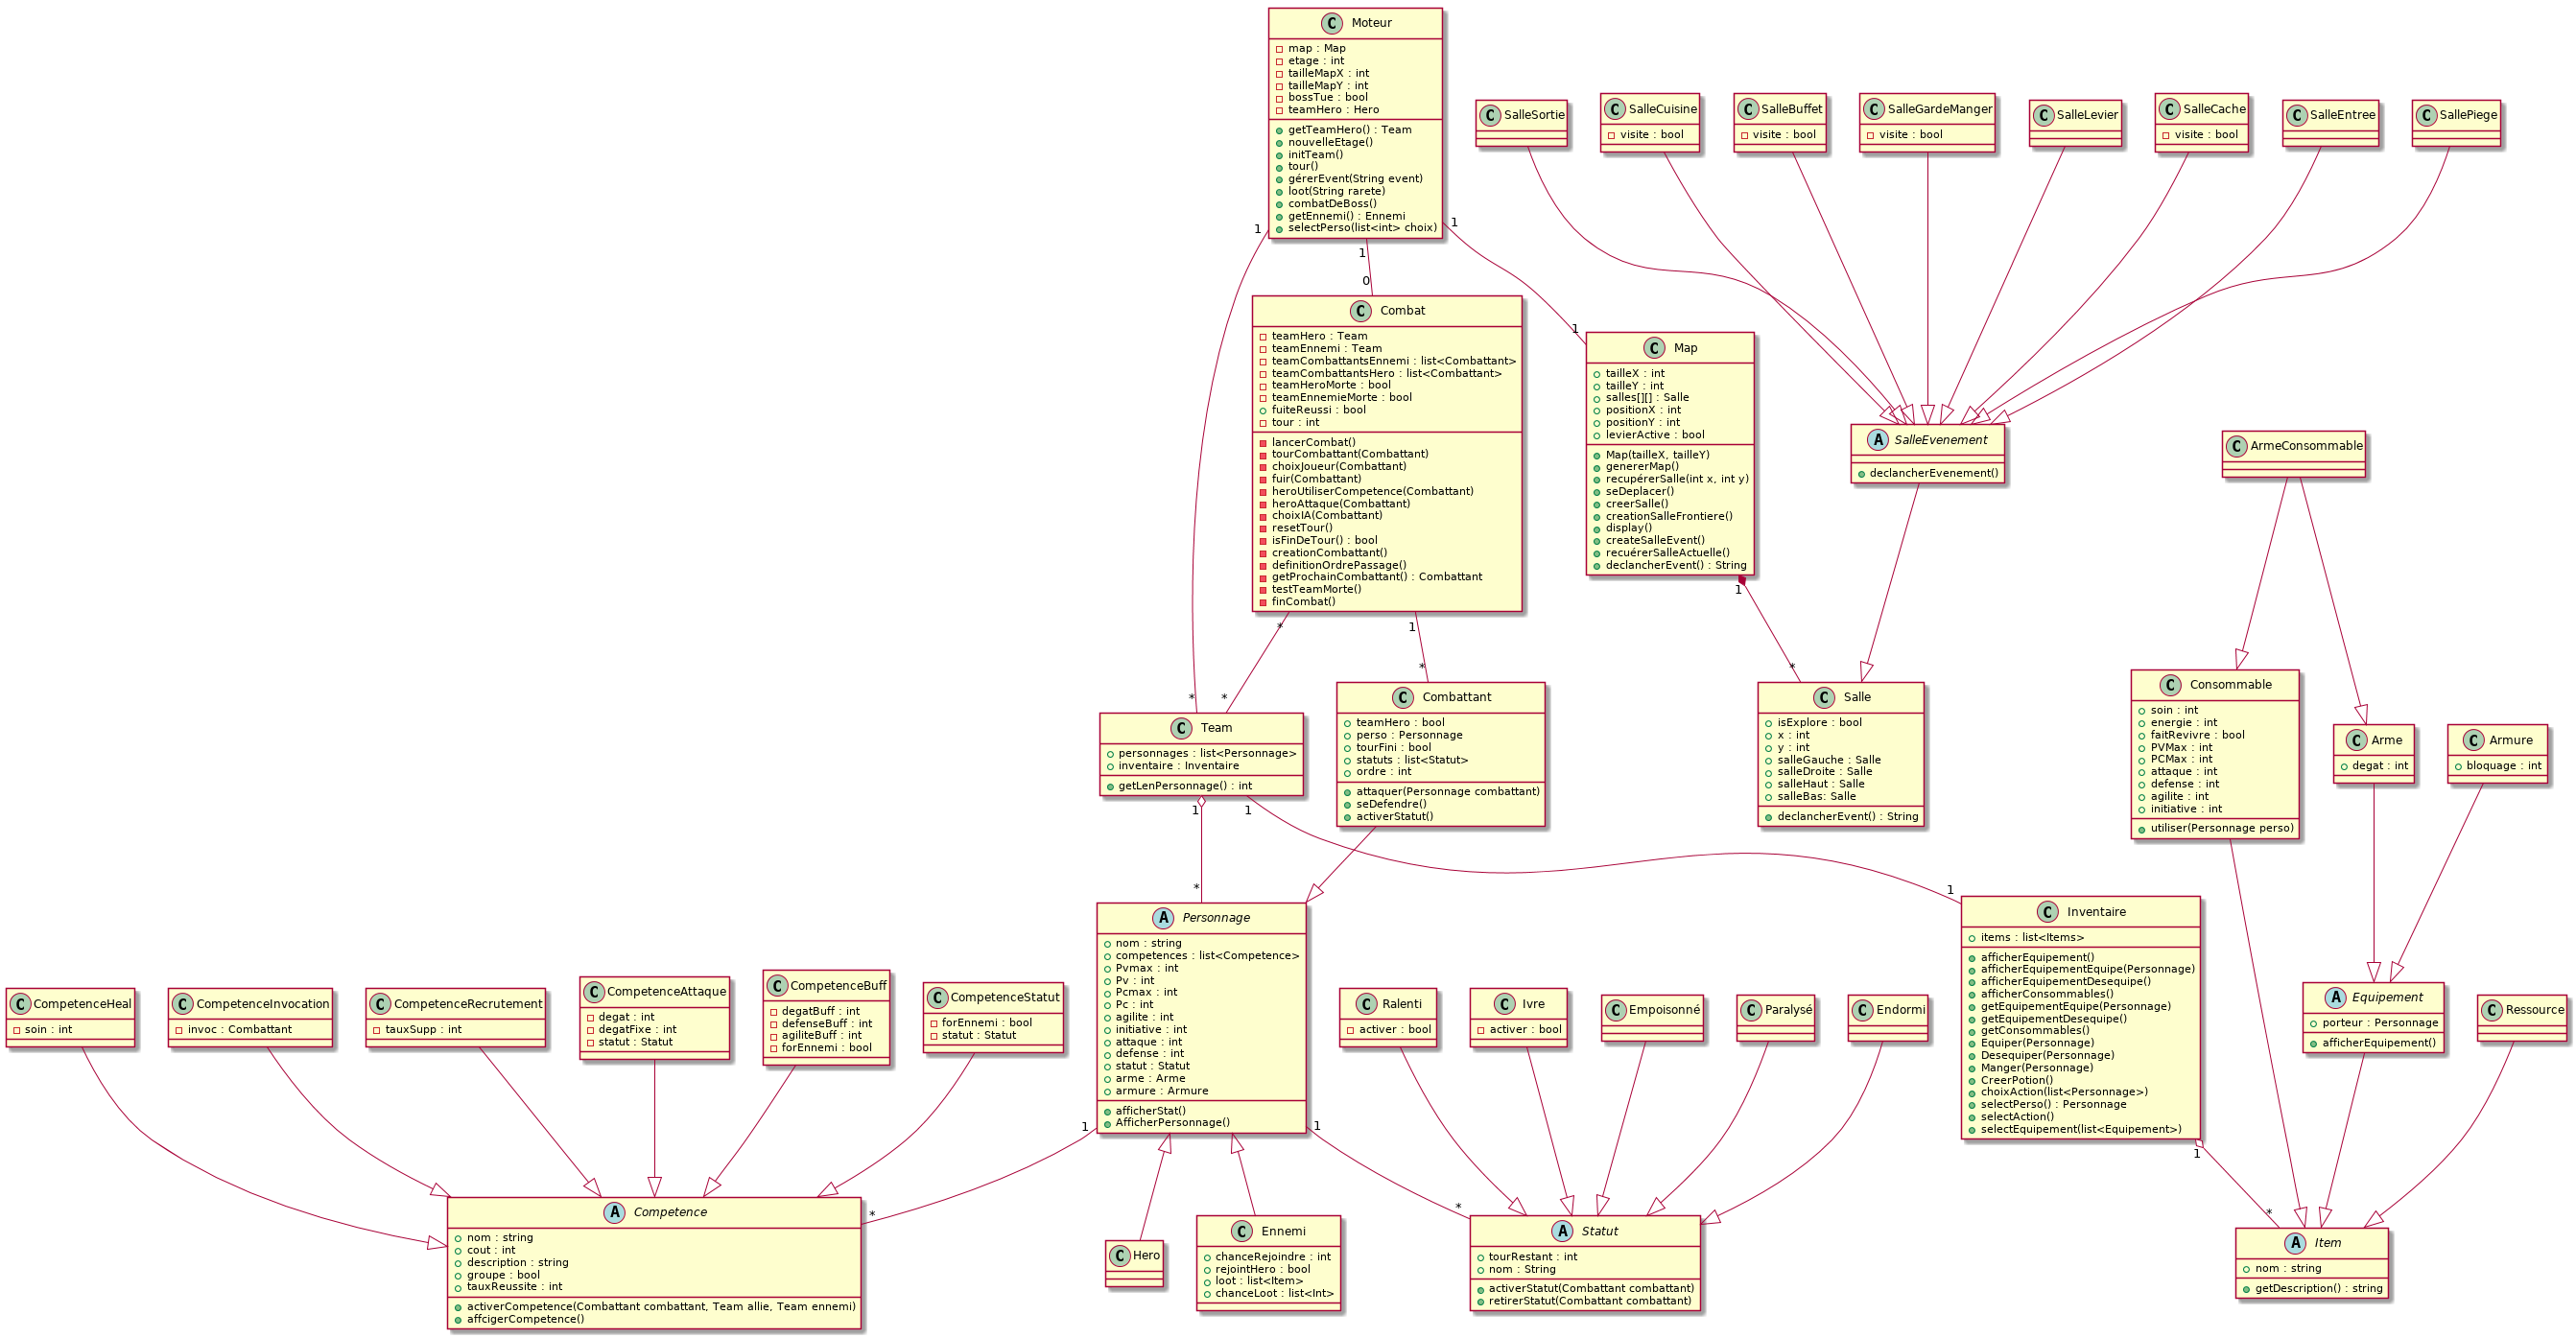 C Moteur
map : Map
etage : int
tailleMapX : int
tailleMapY : int
bossTue : bool
teamHero : Hero
getTeamHero() : Team
nouvelleEtage()
initTeam()
tour()
gérerEvent(String event)
loot(String rarete)
combatDeBoss()
getEnnemi() : Ennemi
selectPerso(list<int> choix)
C SalleSortie
C SalleCuisine
visite : bool
C SalleBuffet
visite : bool
C SalleGardeManger
visite : bool
C SalleLevier
C SalleCache
visite : bool
C SalleEntree
C SallePiege
1
1
1
0
1
*
C Combat
teamHero : Team
teamEnnemi : Team
teamCombattantsEnnemi : list<Combattant>
teamCombattantsHero : list<Combattant>
teamHeroMorte : bool
teamEnnemieMorte : bool
fuiteReussi : bool
tour : int
lancerCombat()
tourCombattant(Combattant)
choixJoueur(Combattant)
fuir(Combattant)
heroUtiliserCompetence(Combattant)
heroAttaque(Combattant)
choixIA(Combattant)
resetTour()
isFinDeTour() : bool
creationCombattant()
definitionOrdrePassage()
getProchainCombattant() : Combattant
testTeamMorte()
finCombat()
C Map
tailleX : int
tailleY : int
salles[][] : Salle
positionX : int
positionY : int
levierActive : bool
Map(tailleX, tailleY)
genererMap()
recupérerSalle(int x, int y)
seDeplacer()
creerSalle()
creationSalleFrontiere()
display()
createSalleEvent()
recuérerSalleActuelle()
declancherEvent() : String
A SalleEvenement
declancherEvenement()
C ArmeConsommable
*
*
1
*
1
*
C Team
personnages : list<Personnage>
inventaire : Inventaire
getLenPersonnage() : int
C Combattant
teamHero : bool
perso : Personnage
tourFini : bool
statuts : list<Statut>
ordre : int
attaquer(Personnage combattant)
seDefendre()
activerStatut()
C Salle
isExplore : bool
x : int
y : int
salleGauche : Salle
salleDroite : Salle
salleHaut : Salle
salleBas: Salle
declancherEvent() : String
C Consommable
soin : int
energie : int
faitRevivre : bool
PVMax : int
PCMax : int
attaque : int
defense : int
agilite : int
initiative : int
utiliser(Personnage perso)
C Arme
degat : int
C Armure
bloquage : int
1
*
1
1
A Personnage
nom : string
competences : list<Competence>
Pvmax : int
Pv : int
Pcmax : int
Pc : int
agilite : int
initiative : int
attaque : int
defense : int
statut : Statut
arme : Arme
armure : Armure
afficherStat()
AfficherPersonnage()
C Inventaire
items : list<Items>
afficherEquipement()
afficherEquipementEquipe(Personnage)
afficherEquipementDesequipe()
afficherConsommables()
getEquipementEquipe(Personnage)
getEquipementDesequipe()
getConsommables()
Equiper(Personnage)
Desequiper(Personnage)
Manger(Personnage)
CreerPotion()
choixAction(list<Personnage>)
selectPerso() : Personnage
selectAction()
selectEquipement(list<Equipement>)
C CompetenceHeal
soin : int
C CompetenceInvocation
invoc : Combattant
C CompetenceRecrutement
tauxSupp : int
C CompetenceAttaque
degat : int
degatFixe : int
statut : Statut
C CompetenceBuff
degatBuff : int
defenseBuff : int
agiliteBuff : int
forEnnemi : bool
C CompetenceStatut
forEnnemi : bool
statut : Statut
C Ralenti
activer : bool
C Ivre
activer : bool
C Empoisonné
C Paralysé
C Endormi
A Equipement
porteur : Personnage
afficherEquipement()
C Ressource
1
*
1
*
1
*
A Competence
nom : string
cout : int
description : string
groupe : bool
tauxReussite : int
activerCompetence(Combattant combattant, Team allie, Team ennemi)
affcigerCompetence()
C Hero
C Ennemi
chanceRejoindre : int
rejointHero : bool
loot : list<Item>
chanceLoot : list<Int>
A Statut
tourRestant : int
nom : String
activerStatut(Combattant combattant)
retirerStatut(Combattant combattant)
A Item
nom : string
getDescription() : string